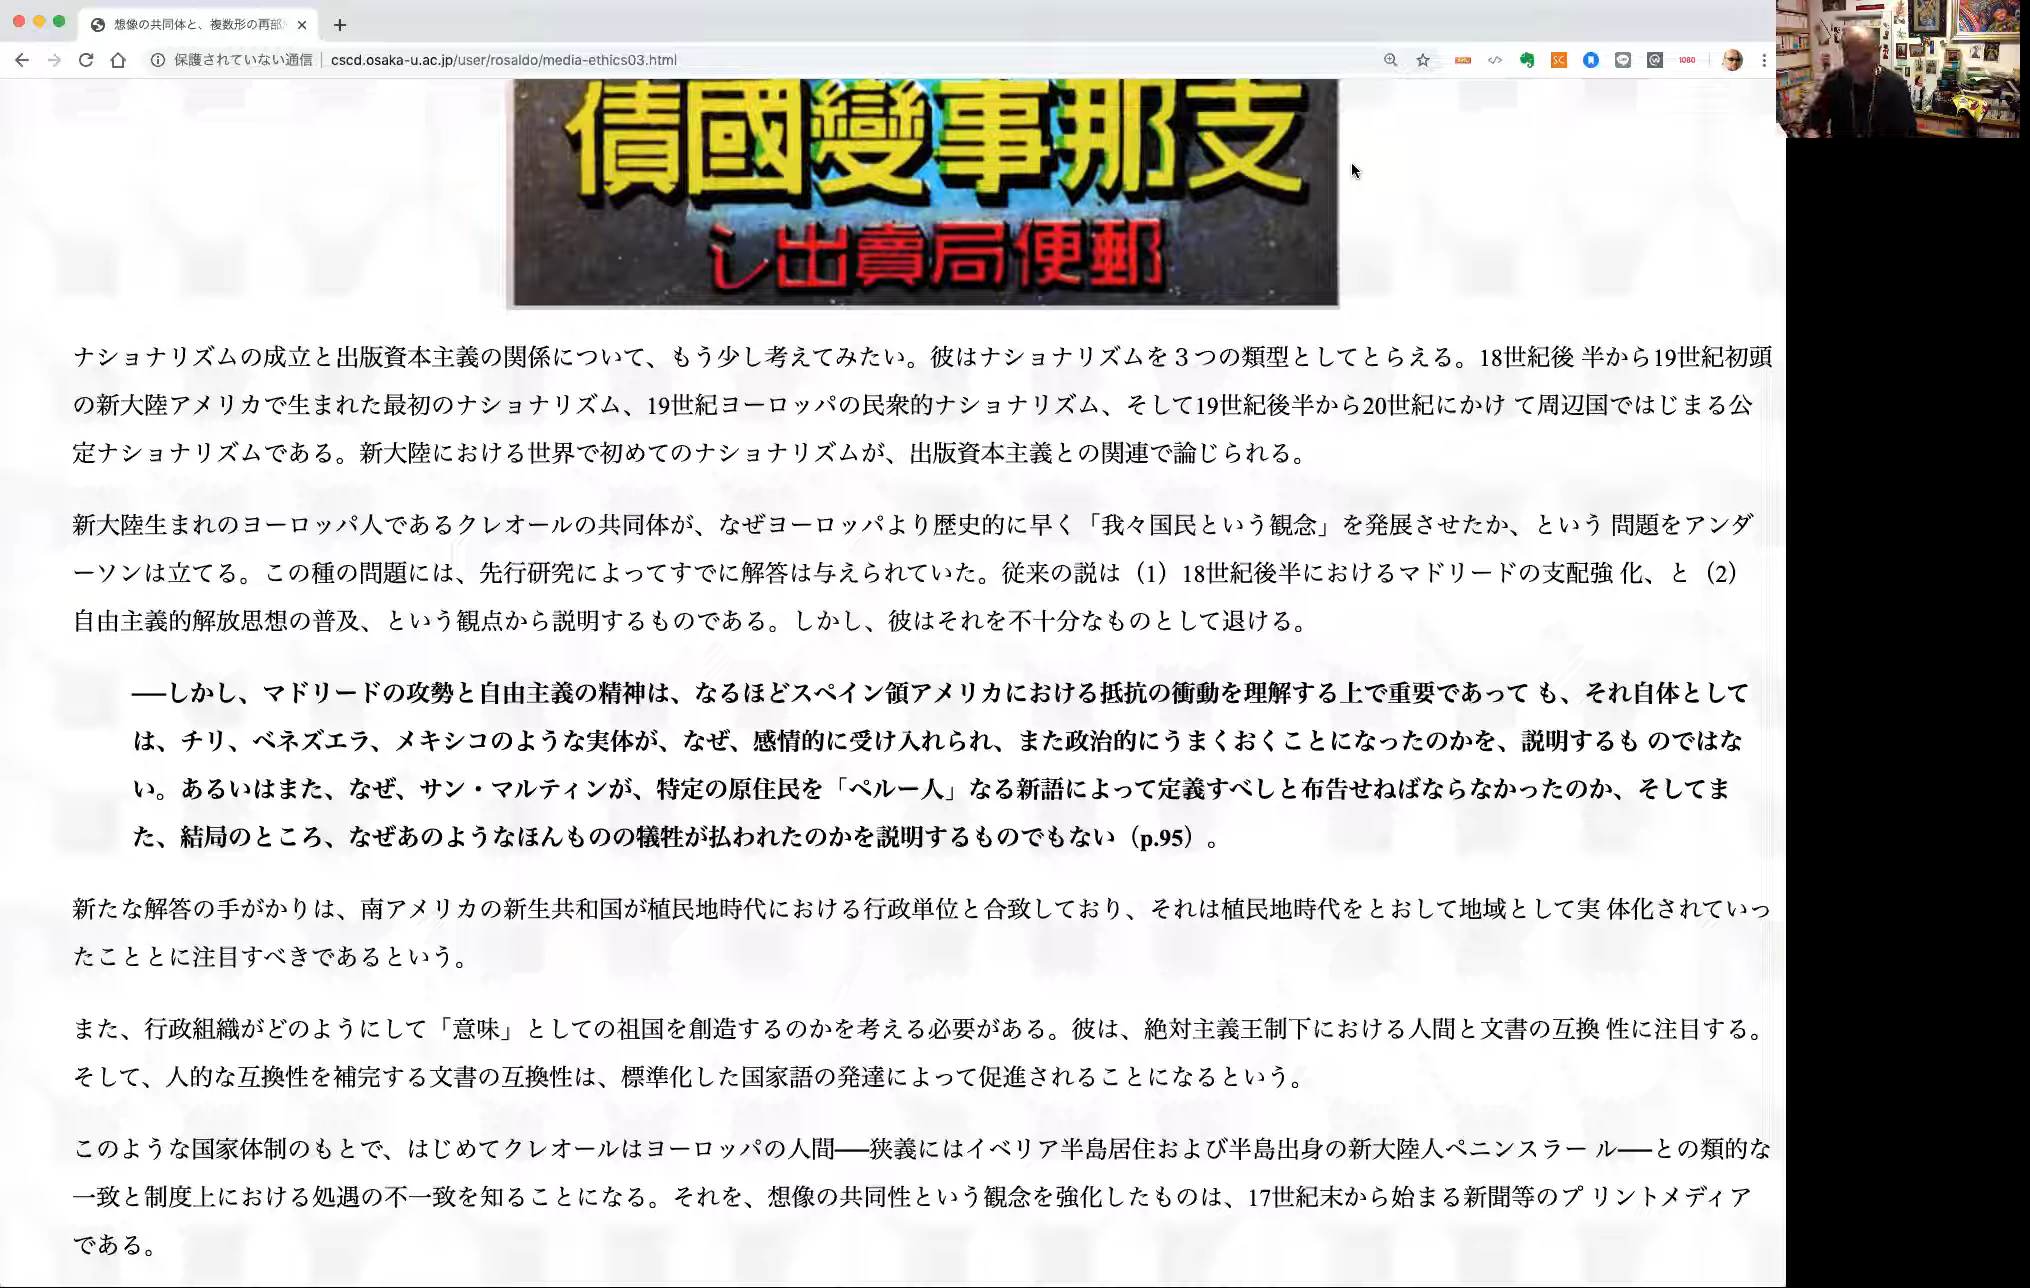 想像の共同体と、複数形の再部
保護されていない通信 | cscd.osaka-u.ac.jp/user/rosaldo/media-ethics03.html
SC
1080
債國變事那支
し出賣局便郵
ナショナリズムの成立と出版資本主義の関係について、もう少し考えてみたい。彼はナショナリズムを３つの類型としてとらえる。18世紀後 半から19世紀初頭
の新大陸アメリカで生まれた最初のナショナリズム、19世紀ヨーロッパの民衆的ナショナリズム、そして19世紀後半から20世紀にかけ て周辺国ではじまる公
定ナショナリズムである。新大陸における世界で初めてのナショナリズムが、出版資本主義との関連で論じられる。
新大陸生まれのヨーロッパ人であるクレオールの共同体が、なぜヨーロッパより歴史的に早く「我々国民という観念」を発展させたか、という 問題をアンダ
ーソンは立てる。この種の問題には、先行研究によってすでに解答は与えられていた。従来の説は（1）18世紀後半におけるマドリードの支配強 化、と（2）
自由主義的解放思想の普及、という観点から説明するものである。しかし、彼はそれを不十分なものとして退ける。
──しかし、マドリードの攻勢と自由主義の精神は、なるほどスペイン領アメリカにおける抵抗の衝動を理解する上で重要であって も、それ自体として
は、チリ、ベネズエラ、メキシコのような実体が、なぜ、感情的に受け入れられ、また政治的にうまくおくことになったのかを、説明するも のではな
い。あるいはまた、なぜ、サン・マルティンが、特定の原住民を「ペルー人」なる新語によって定義すべしと布告せねばならなかったのか、そしてま
た、結局のところ、なぜあのようなほんものの犠牲が払われたのかを説明するものでもない（p.95）。
新たな解答の手がかりは、南アメリカの新生共和国が植民地時代における行政単位と合致しており、それは植民地時代をとおして地域として実 体化されていっ
たこととに注目すべきであるという。
また、行政組織がどのようにして「意味」としての祖国を創造するのかを考える必要がある。彼は、絶対主義王制下における人間と文書の互換 性に注目する。
そして、人的な互換性を補完する文書の互換性は、標準化した国家語の発達によって促進されることになるという。
このような国家体制のもとで、はじめてクレオールはヨーロッパの人間──狭義にはイベリア半島居住および半島出身の新大陸人ペニンスラー ル──との類的な
一致と制度上における処遇の不一致を知ることになる。それを、想像の共同性という観念を強化したものは、17世紀末から始まる新聞等のプ リントメディア
である。